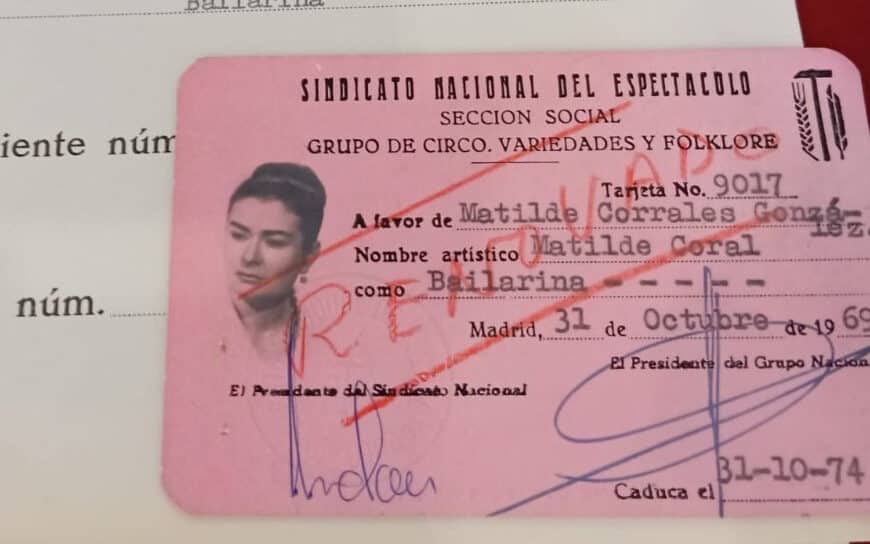 Bailarina
iente núm
núm.
SINDICATO NACIONAL DEL ESPECTACOLO
SECCION SOCIAL
GRUPO DE CIRCO. VARIEDADES Y FOLKLORE
Tarjeta No. 9017
A favor de Matilde Corrales Gonzá-
lez.
Nombre artístico Matilde Coral
como Bailarina - - - - -
RENOVADO
Madrid, 31 de Octubre de 1969
El Presidente del Grupo Nacion
El Presidente del Sindicato Nacional
Caduca el 31-10-74